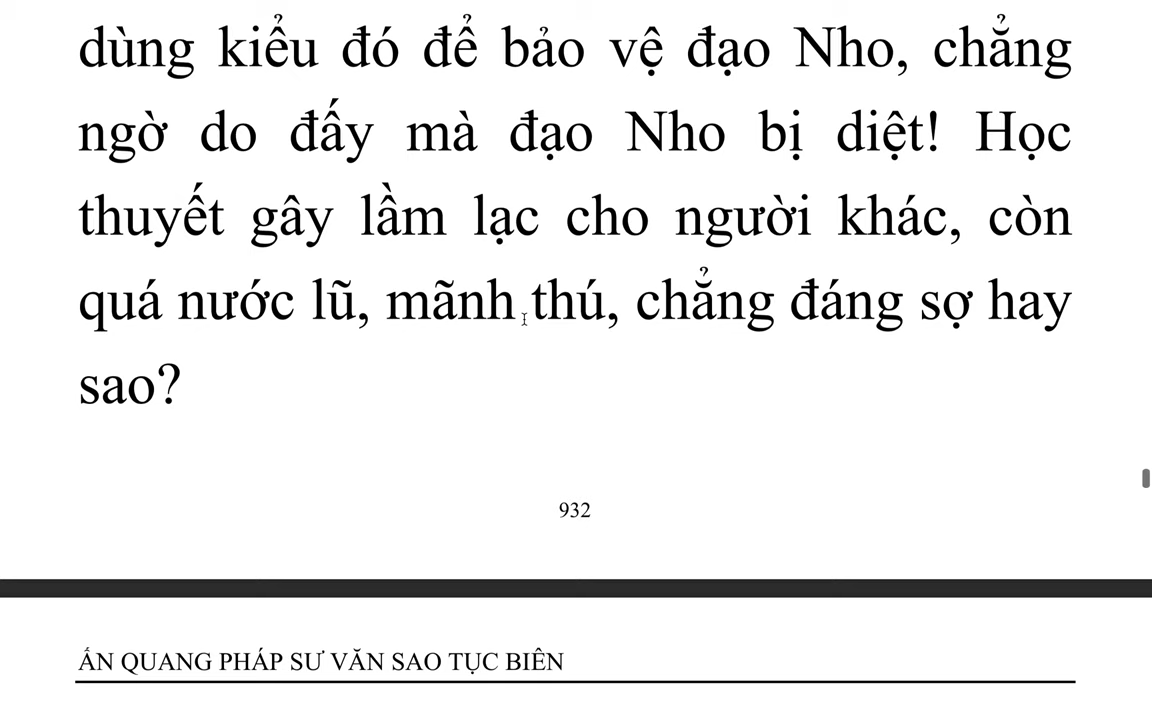 dùng kiểu đó để bảo vệ đạo Nho, chẳng
ngờ do đấy mà đạo Nho bị diệt! Học
thuyết gây lầm lạc cho người khác, còn
quá nước lũ, mãnh thú, chẳng đáng sợ hay
sao?
932
ẤN QUANG PHÁP SƯ VĂN SAO TỤC BIÊN